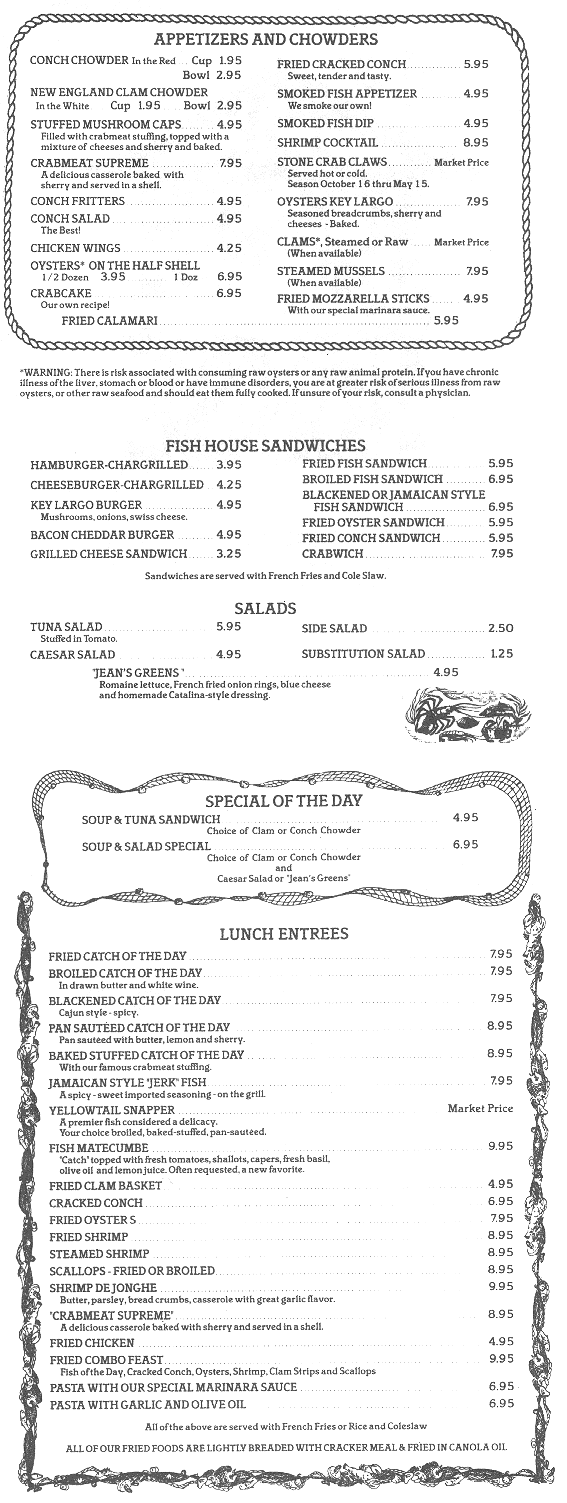 APPETIZERS AND CHOWDERS
CONCH CHOWDER In the Red ... Cup 1.95
Bowl 2.95
NEW ENGLAND CLAM CHOWDER
In the White Cup 1.95 Bowl 2.95
STUFFED MUSHROOM CAPS 4.95
Filled with crabmeat stuffing, topped with a
mixture of cheeses and sherry and baked.
CRABMEAT SUPREME 7.95
A delicious casserole baked with
sherry and served in a shell.
CONCH FRITTERS 4.95
CONCH SALAD 4.95
The Best!
CHICKEN WINGS 4.25
OYSTERS* ON THE HALF SHELL
1/2 Dozen 3.95 1 Doz 6.95
CRABCAKE 6.95
Our own recipe!
FRIED CRACKED CONCH 5.95
Sweet, tender and tasty.
SMOKED FISH APPETIZER 4.95
We smoke our own!
SMOKED FISH DIP 4.95
SHRIMP COCKTAIL 8.95
STONE CRAB CLAWS Market Price
Served hot or cold.
Season October 16 thru May 15.
OYSTERS KEY LARGO 7.95
Seasoned breadcrumbs, sherry and
cheeses - Baked.
CLAMS*, Steamed or Raw Market Price
(When available)
STEAMED MUSSELS 7.95
(When available)
FRIED MOZZARELLA STICKS 4.95
With our special marinara sauce.
FRIED CALAMARI 5.95
*WARNING: There is risk associated with consuming raw oysters or any raw animal protein. If you have chronic
illness of the liver, stomach or blood or have immune disorders, you are at greater risk of serious illness from raw
oysters, or other raw seafood and should eat them fully cooked. If unsure of your risk, consult a physician.
FISH HOUSE SANDWICHES
HAMBURGER-CHARGRILLED 3.95
CHEESEBURGER-CHARGRILLED 4.25
KEY LARGO BURGER 4.95
Mushrooms, onions, swiss cheese.
BACON CHEDDAR BURGER 4.95
GRILLED CHEESE SANDWICH 3.25
FRIED FISH SANDWICH 5.95
BROILED FISH SANDWICH 6.95
BLACKENED OR JAMAICAN STYLE
FISH SANDWICH 6.95
FRIED OYSTER SANDWICH 5.95
FRIED CONCH SANDWICH 5.95
CRABWICH 7.95
Sandwiches are served with French Fries and Cole Slaw.
SALADS
TUNA SALAD 5.95
Stuffed in Tomato.
CAESAR SALAD 4.95
SIDE SALAD 2.50
SUBSTITUTION SALAD 1.25
"JEAN'S GREENS" 4.95
Romaine lettuce, French fried onion rings, blue cheese
and homemade Catalina-style dressing.
SPECIAL OF THE DAY
SOUP & TUNA SANDWICH 4.95
Choice of Clam or Conch Chowder
SOUP & SALAD SPECIAL 6.95
Choice of Clam or Conch Chowder
and
Caesar Salad or "Jean's Greens"
LUNCH ENTREES
FRIED CATCH OF THE DAY 7.95
BROILED CATCH OF THE DAY 7.95
In drawn butter and white wine.
BLACKENED CATCH OF THE DAY 7.95
Cajun style - spicy.
PAN SAUTÉED CATCH OF THE DAY 8.95
Pan sautéed with butter, lemon and sherry.
BAKED STUFFED CATCH OF THE DAY 8.95
With our famous crabmeat stuffing.
JAMAICAN STYLE "JERK" FISH 7.95
A spicy - sweet imported seasoning - on the grill.
YELLOWTAIL SNAPPER Market Price
A premier fish considered a delicacy.
Your choice broiled, baked-stuffed, pan-sautéed.
FISH MATECUMBE 9.95
"Catch" topped with fresh tomatoes, shallots, capers, fresh basil,
olive oil and lemon juice. Often requested, a new favorite.
FRIED CLAM BASKET 4.95
CRACKED CONCH 6.95
FRIED OYSTERS 7.95
FRIED SHRIMP 8.95
STEAMED SHRIMP 8.95
SCALLOPS - FRIED OR BROILED 8.95
SHRIMP DE JONGHE 9.95
Butter, parsley, bread crumbs, casserole with great garlic flavor.
"CRABMEAT SUPREME" 8.95
A delicious casserole baked with sherry and served in a shell.
FRIED CHICKEN 4.95
FRIED COMBO FEAST 9.95
Fish of the Day, Cracked Conch, Oysters, Shrimp, Clam Strips and Scallops
PASTA WITH OUR SPECIAL MARINARA SAUCE 6.95
PASTA WITH GARLIC AND OLIVE OIL 6.95
All of the above are served with French Fries or Rice and Coleslaw
ALL OF OUR FRIED FOODS ARE LIGHTLY BREADED WITH CRACKER MEAL & FRIED IN CANOLA OIL